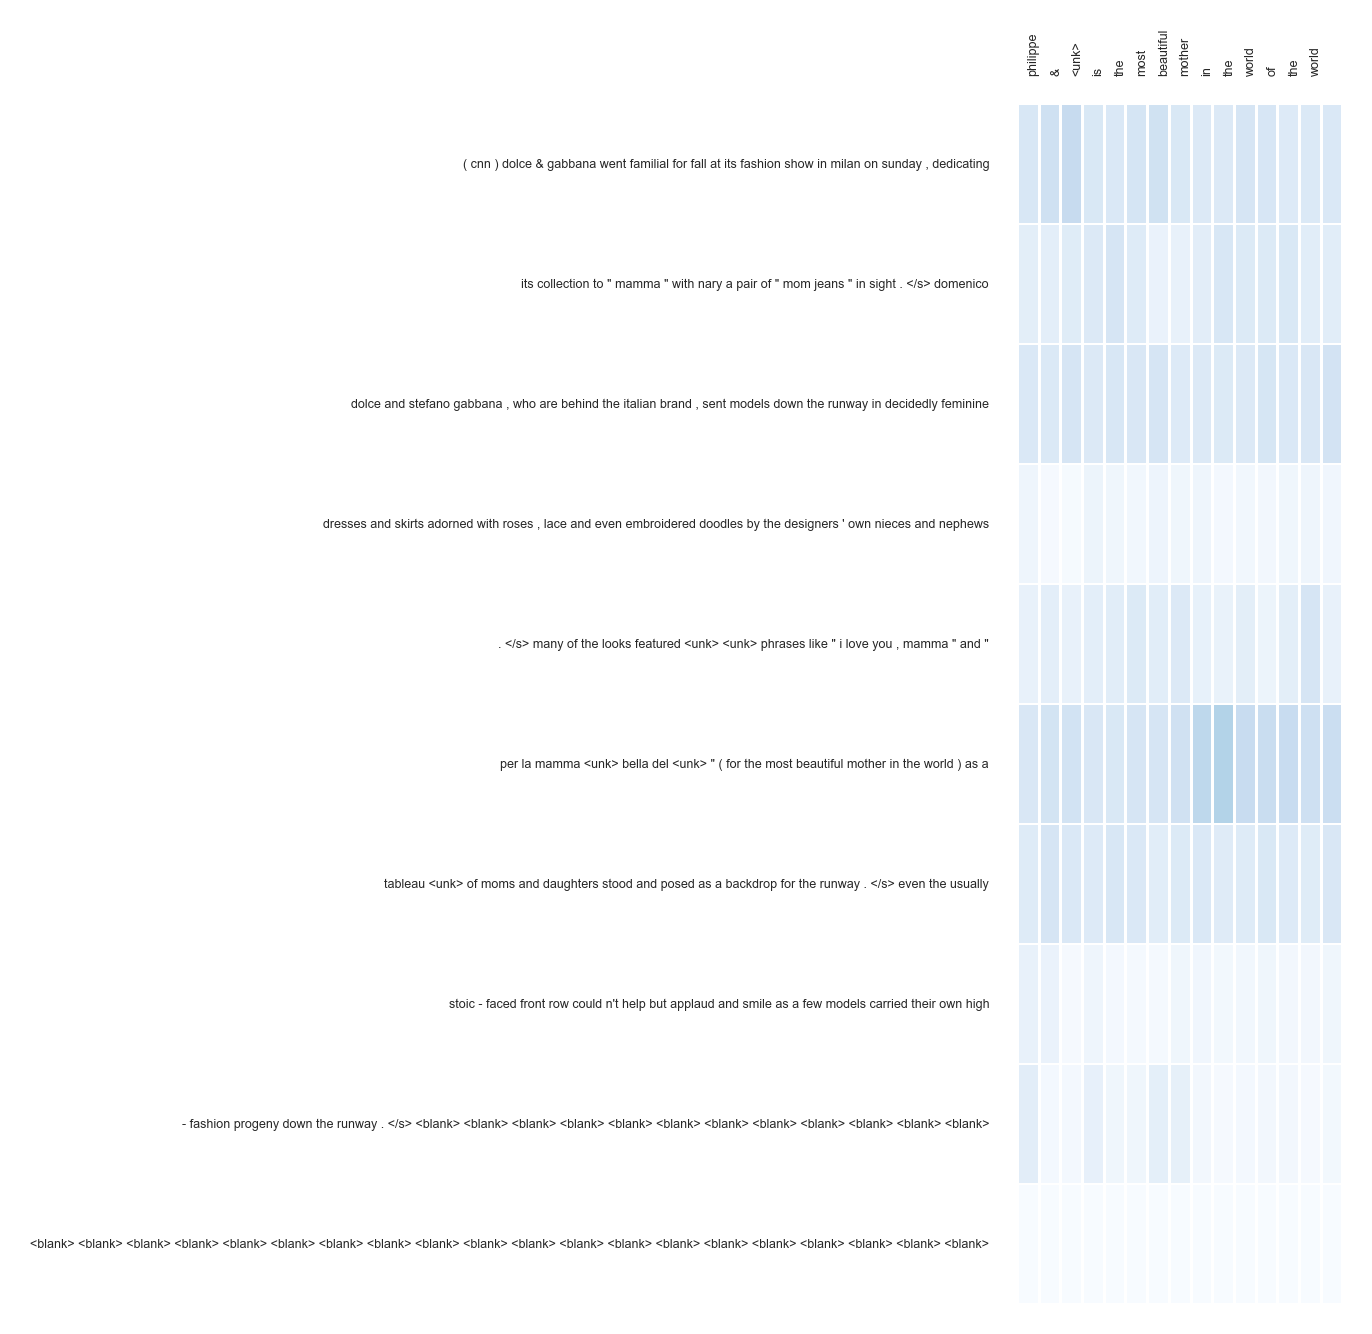 philippe
&
<unk>
is
the
most
beautiful
mother
in
the
world
of
the
world
( cnn ) dolce & gabbana went familial for fall at its fashion show in milan on sunday , dedicating
its collection to " mamma " with nary a pair of " mom jeans " in sight . </s> domenico
dolce and stefano gabbana , who are behind the italian brand , sent models down the runway in decidedly feminine
dresses and skirts adorned with roses , lace and even embroidered doodles by the designers ' own nieces and nephews
. </s> many of the looks featured <unk> <unk> phrases like " i love you , mamma " and "
per la mamma <unk> bella del <unk> " ( for the most beautiful mother in the world ) as a
tableau <unk> of moms and daughters stood and posed as a backdrop for the runway . </s> even the usually
stoic - faced front row could n't help but applaud and smile as a few models carried their own high
- fashion progeny down the runway . </s> <blank> <blank> <blank> <blank> <blank> <blank> <blank> <blank> <blank> <blank> <blank> <blank>
<blank> <blank> <blank> <blank> <blank> <blank> <blank> <blank> <blank> <blank> <blank> <blank> <blank> <blank> <blank> <blank> <blank> <blank> <blank> <blank>